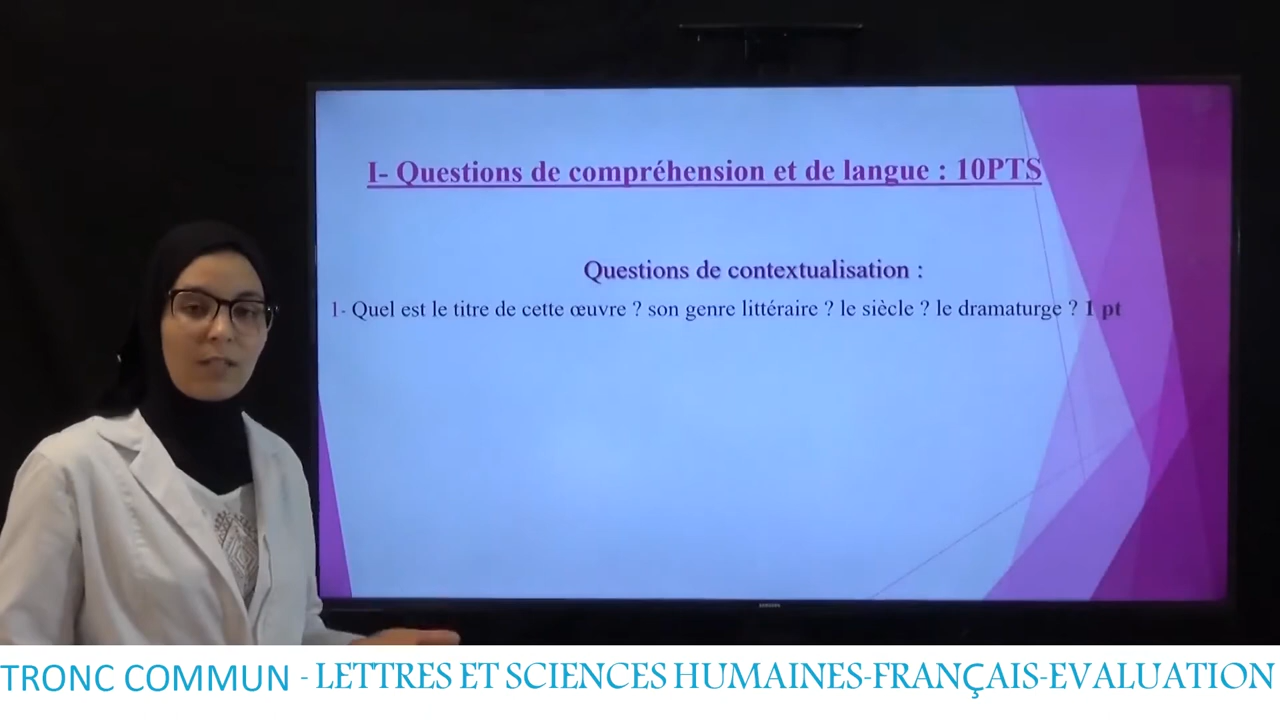 I- Questions de compréhension et de langue : 10PTS
Questions de contextualisation :
1- Quel est le titre de cette œuvre ? son genre littéraire ? le siècle ? le dramaturge ? 1 pt
SAMSUNG
TRONC COMMUN - LETTRES ET SCIENCES HUMAINES-FRANÇAIS-EVALUATION